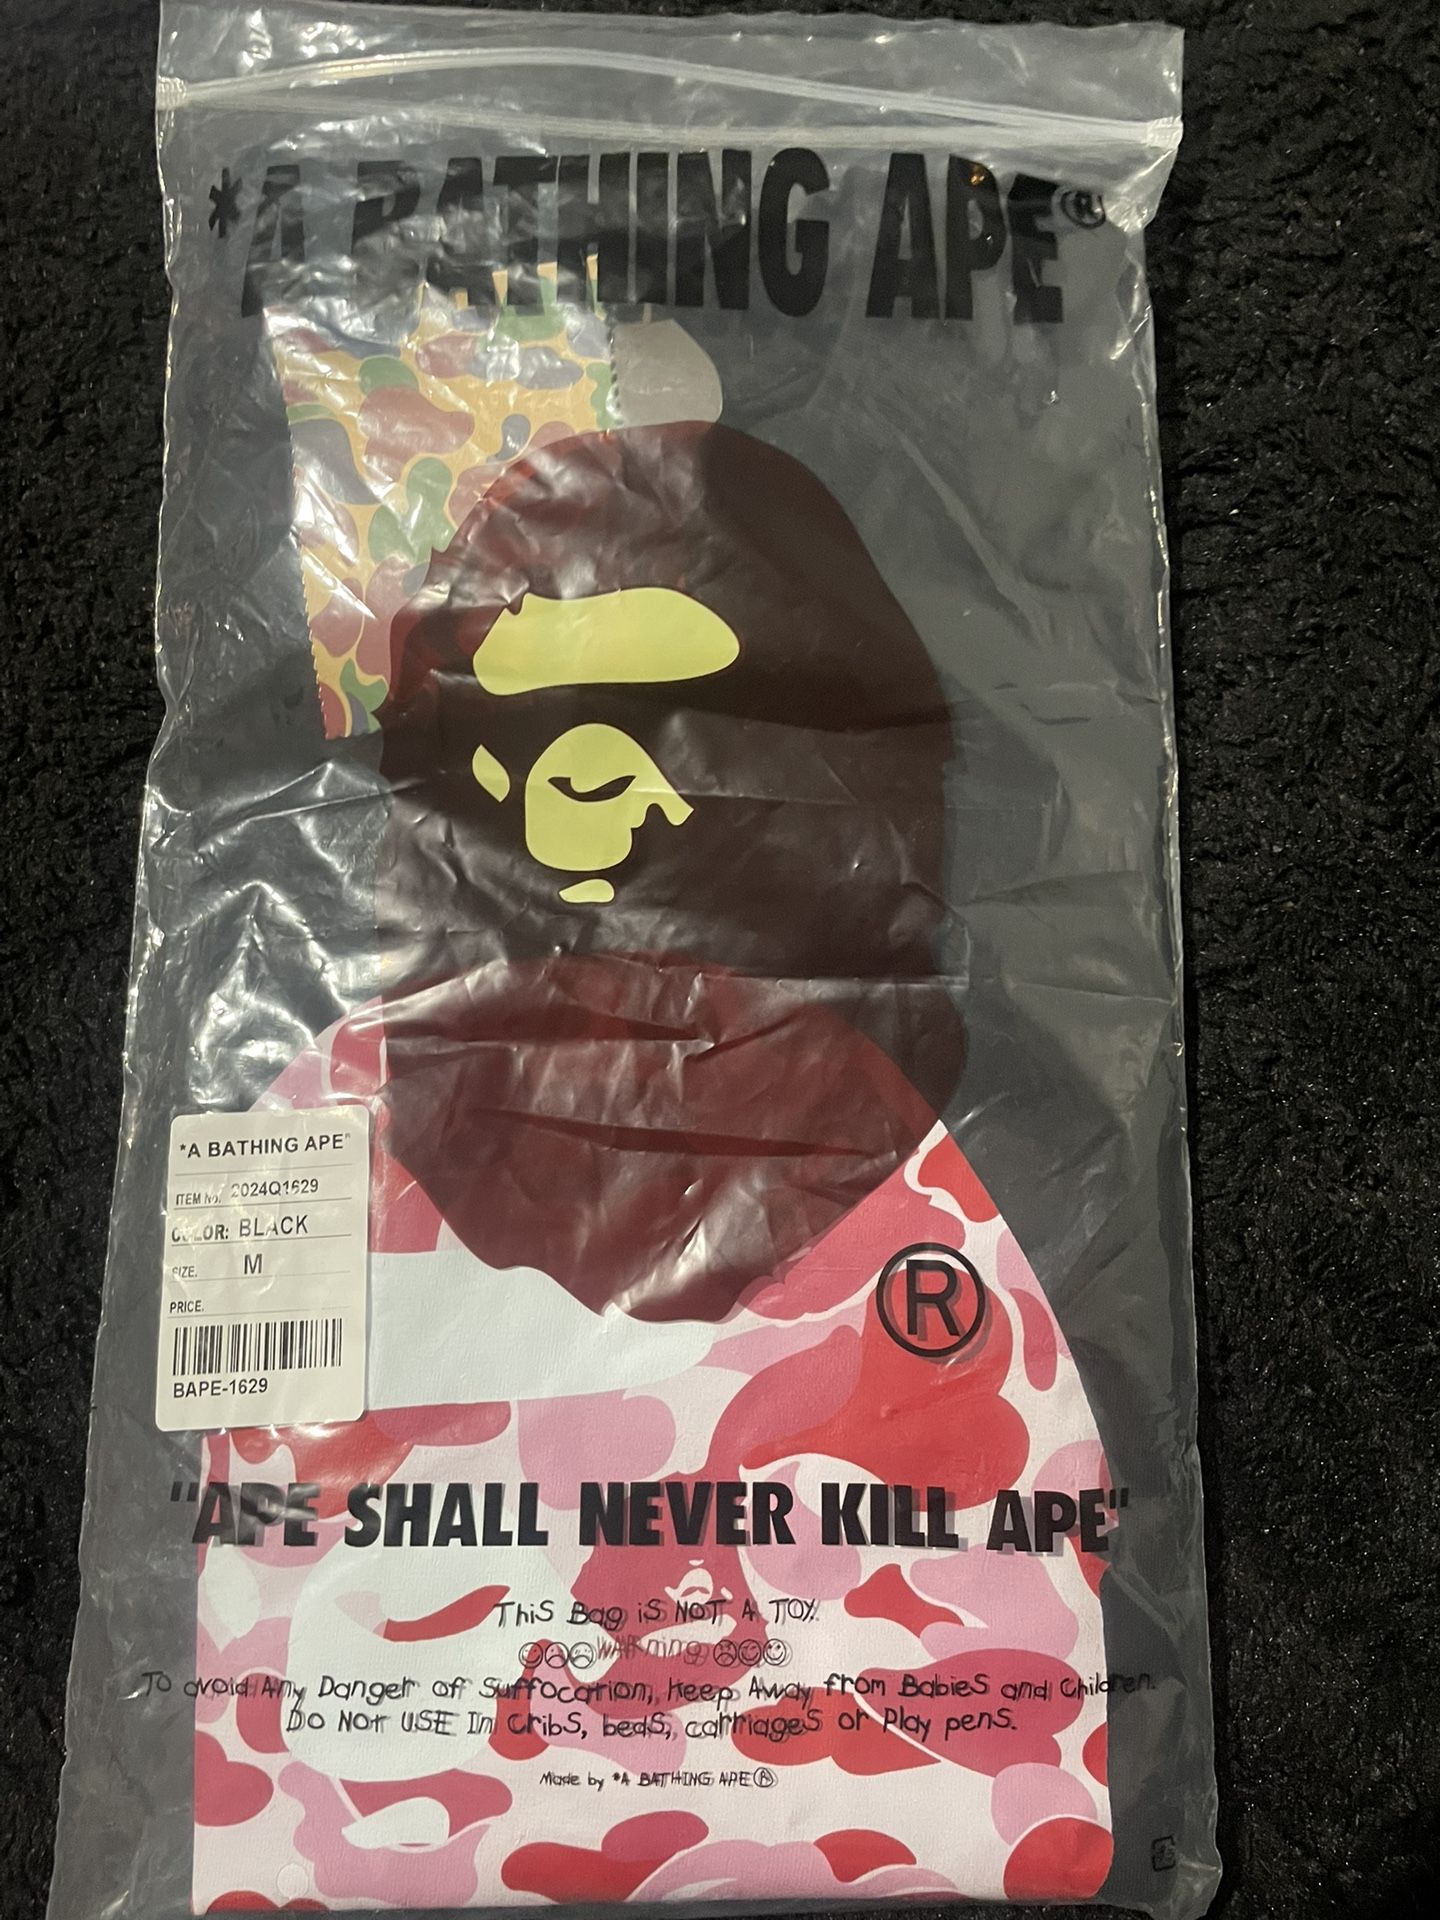 *A BATHING APE®
*A BATHING APE"
ITEM No. 2024Q1629
COLOR: BLACK
SIZE. M
PRICE.
BAPE-1629
®
"APE SHALL NEVER KILL APE"
ThiS Bag iS NOT A TOY.
WARning
To avoid Any Danger of Suffocation, Keep Away from BabieS and Children.
DO NOt USE In CribS, bedS, carriageS or Play penS.
Made by *A BATHING APE®